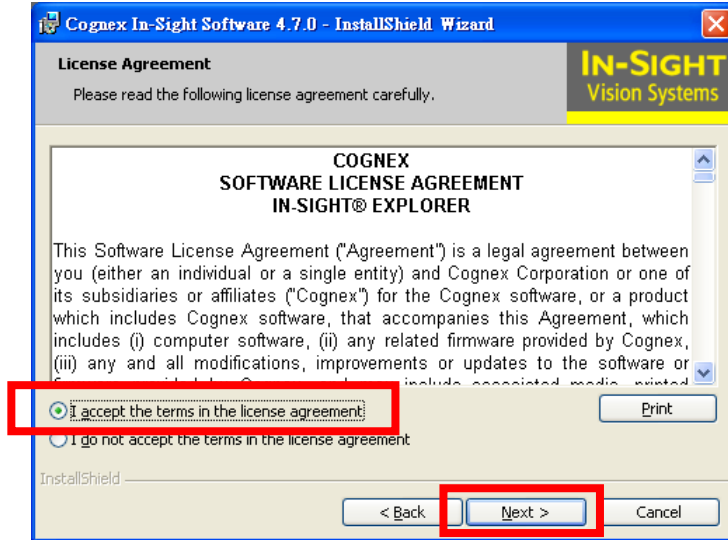 Cognex In-Sight Software 4.7.0 - InstallShield Wizard
License Agreement
Please read the following license agreement carefully.
IN-SIGHT
Vision Systems
COGNEX
SOFTWARE LICENSE AGREEMENT
IN-SIGHT® EXPLORER
This Software License Agreement ("Agreement") is a legal agreement between
you (either an individual or a single entity) and Cognex Corporation or one of
its subsidiaries or affiliates ("Cognex") for the Cognex software, or a product
which includes Cognex software, that accompanies this Agreement, which
includes (i) computer software, (ii) any related firmware provided by Cognex,
(iii) any and all modifications, improvements or updates to the software or
I accept the terms in the license agreement
Print
I do not accept the terms in the license agreement
InstallShield
< Back
Next >
Cancel